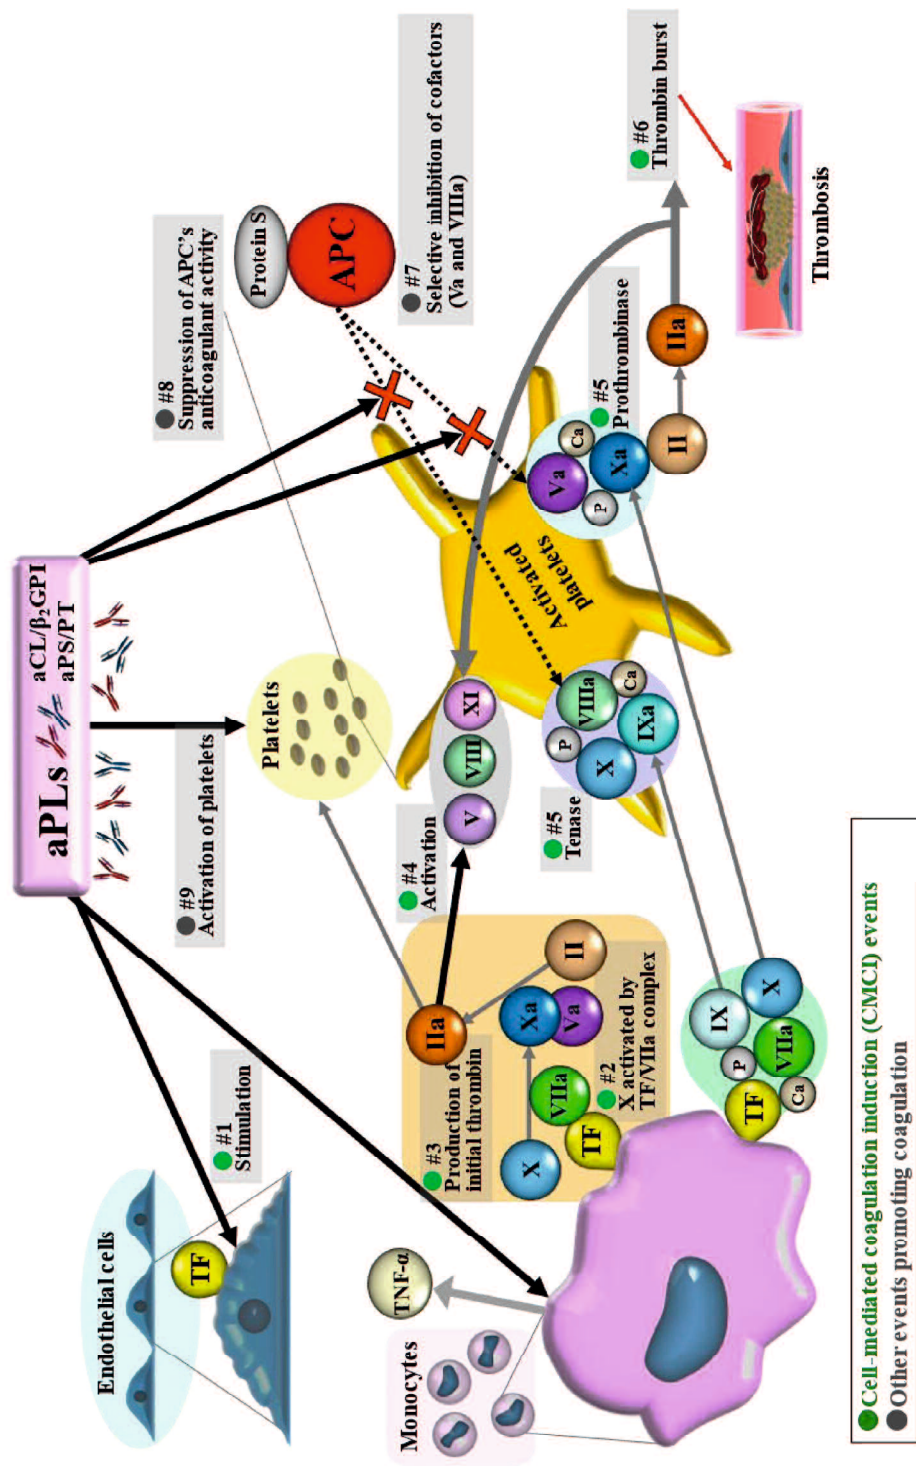 aPLs
aCL/β₂GPI
aPS/PT
Endothelial cells
TF
#1
Stimulation
#9
Activation of platelets
Platelets
#8
Suppression of APC's
anticoagulant activity
Protein S
APC
#7
Selective inhibition of cofactors
(Va and VIIIa)
Monocytes
TNF-α
#3
Production of
initial thrombin
IIa
X
Xa
Va
II
VIIa
TF
#2
X activated by
TF/VIIa complex
#4
Activation
V
VIII
XI
Activated
platelets
#5
Tenase
P
VIIIa
Ca
X
IXa
Va
Ca
P
Xa
#5
Prothrombinase
II
IIa
#6
Thrombin burst
Thrombosis
TF
P
IX
VIIa
X
Ca
Cell-mediated coagulation induction (CMCI) events
Other events promoting coagulation